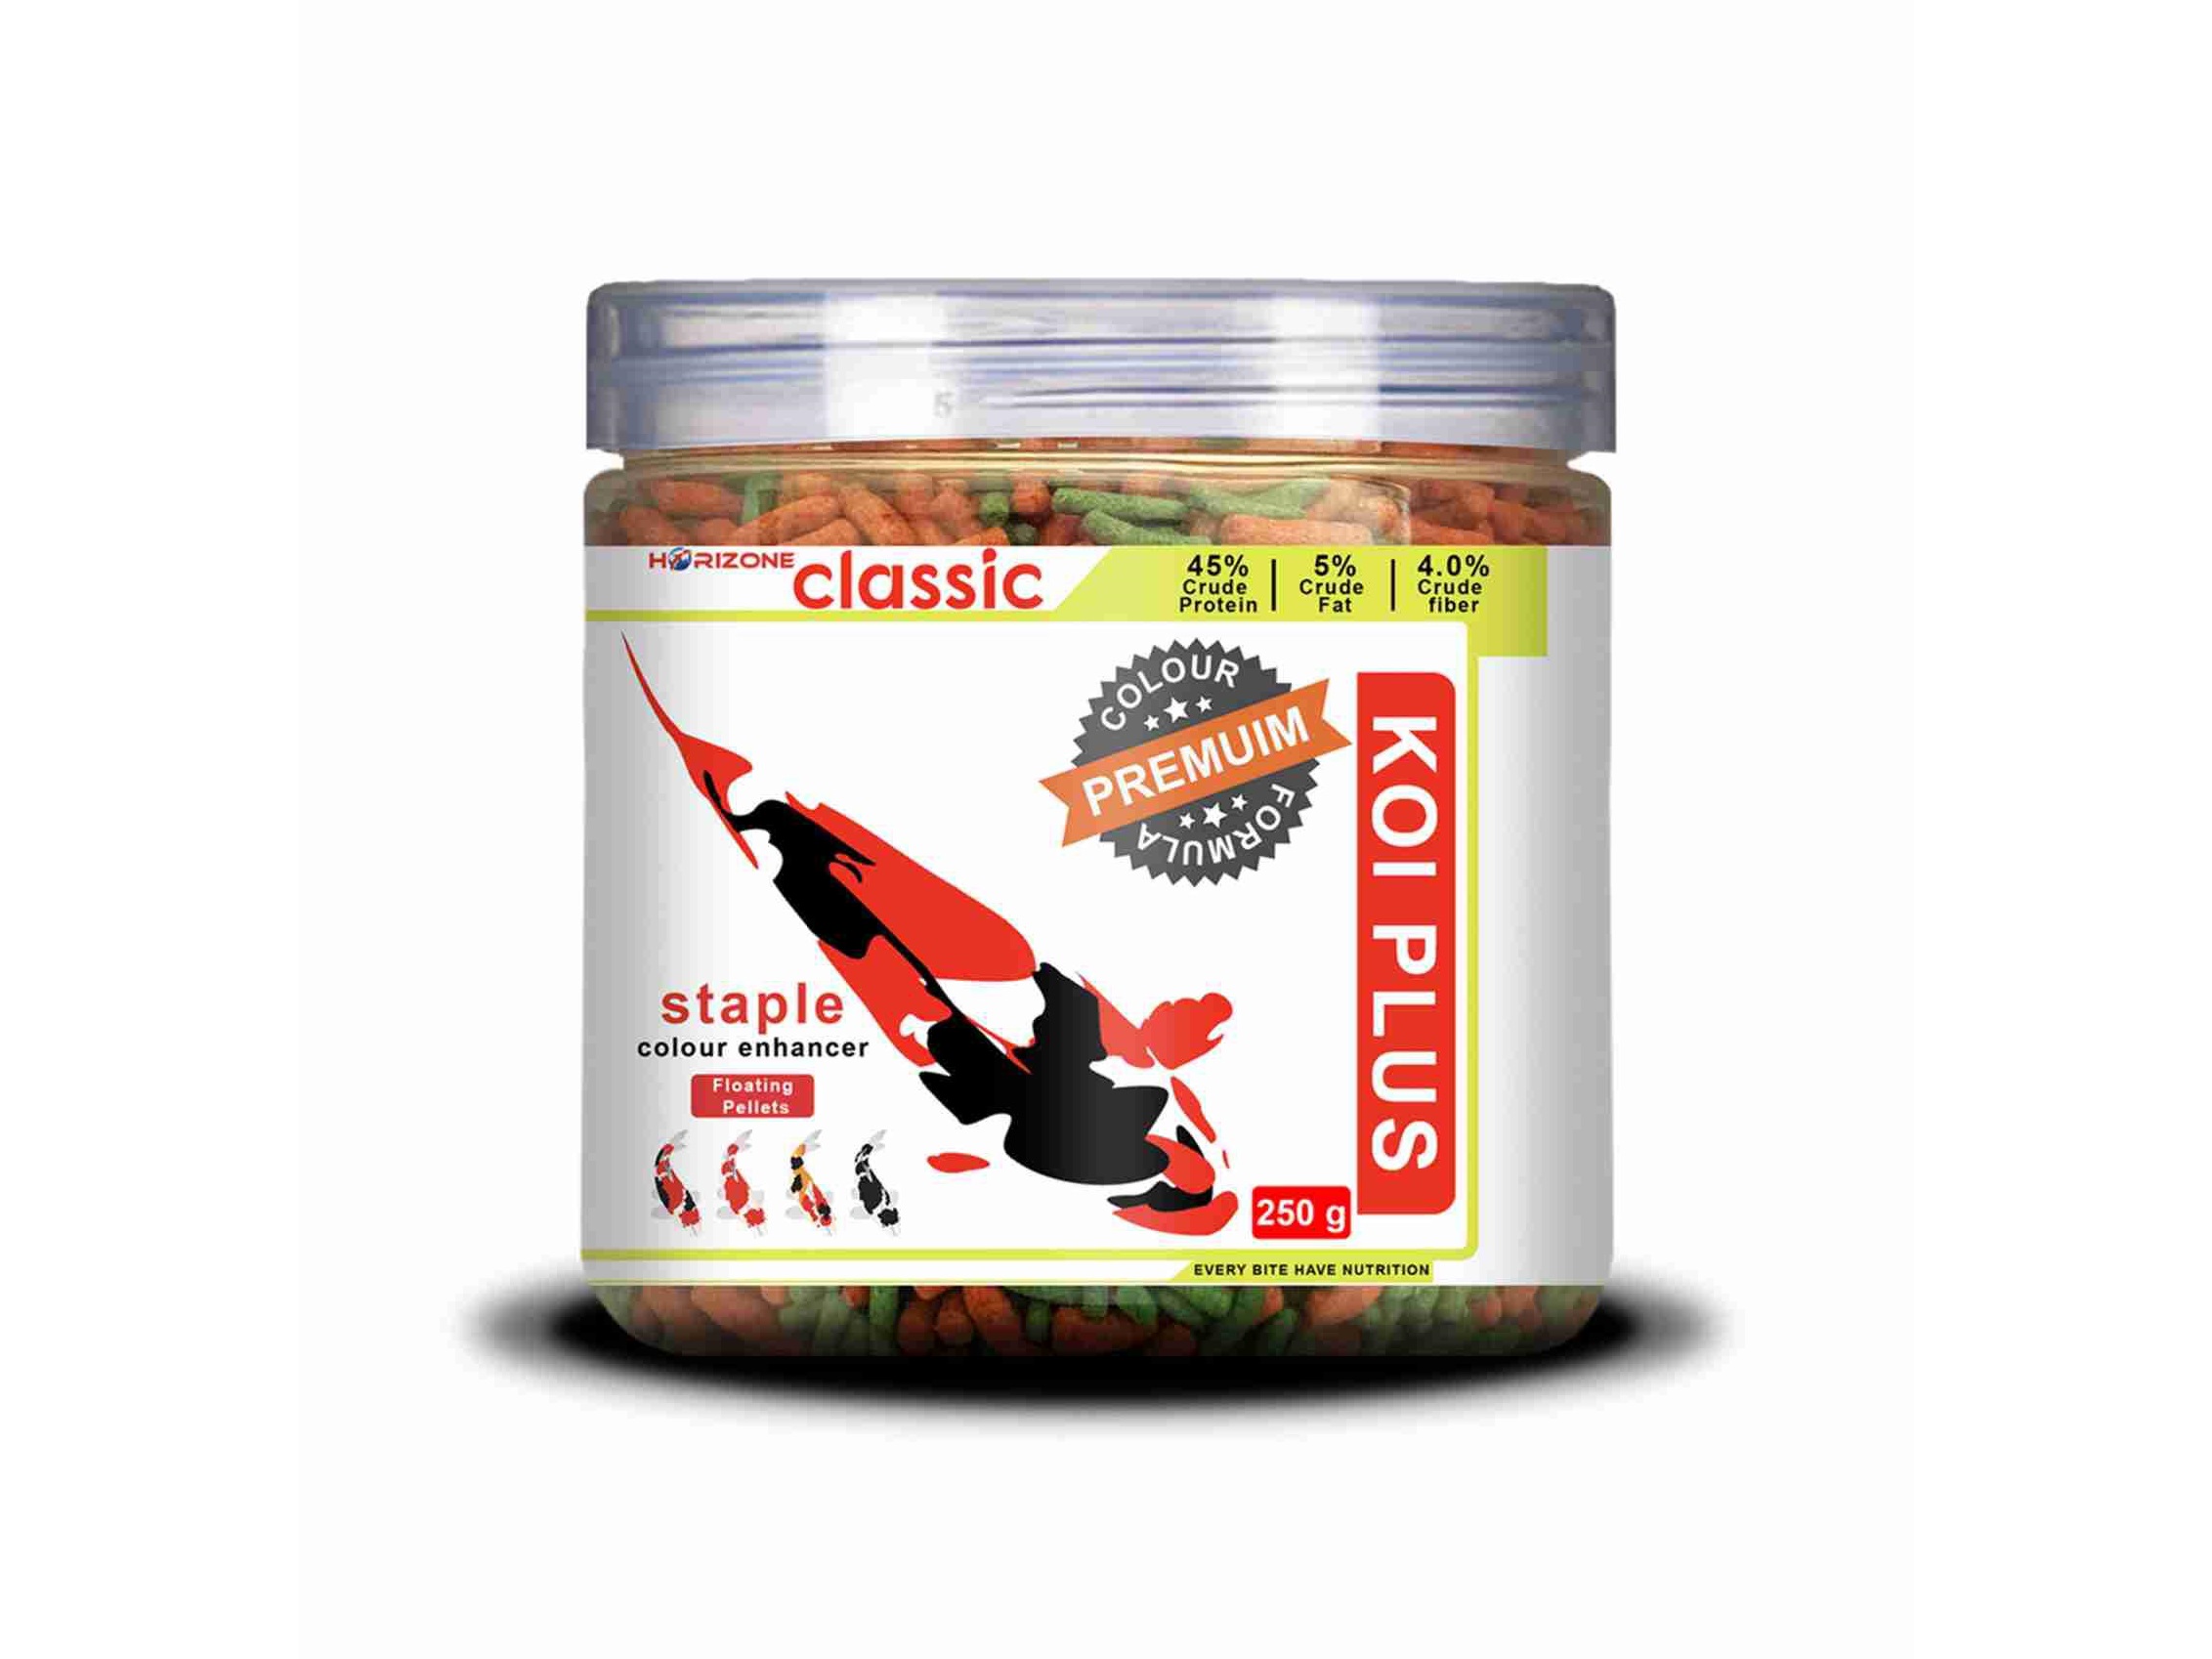 HORIZONE classic
45% Crude Protein
5% Crude Fat
4.0% Crude fiber
COLOUR
PREMUIM
FORMULA
KOI PLUS
staple
colour enhancer
Floating
Pellets
250 g
EVERY BITE HAVE NUTRITION